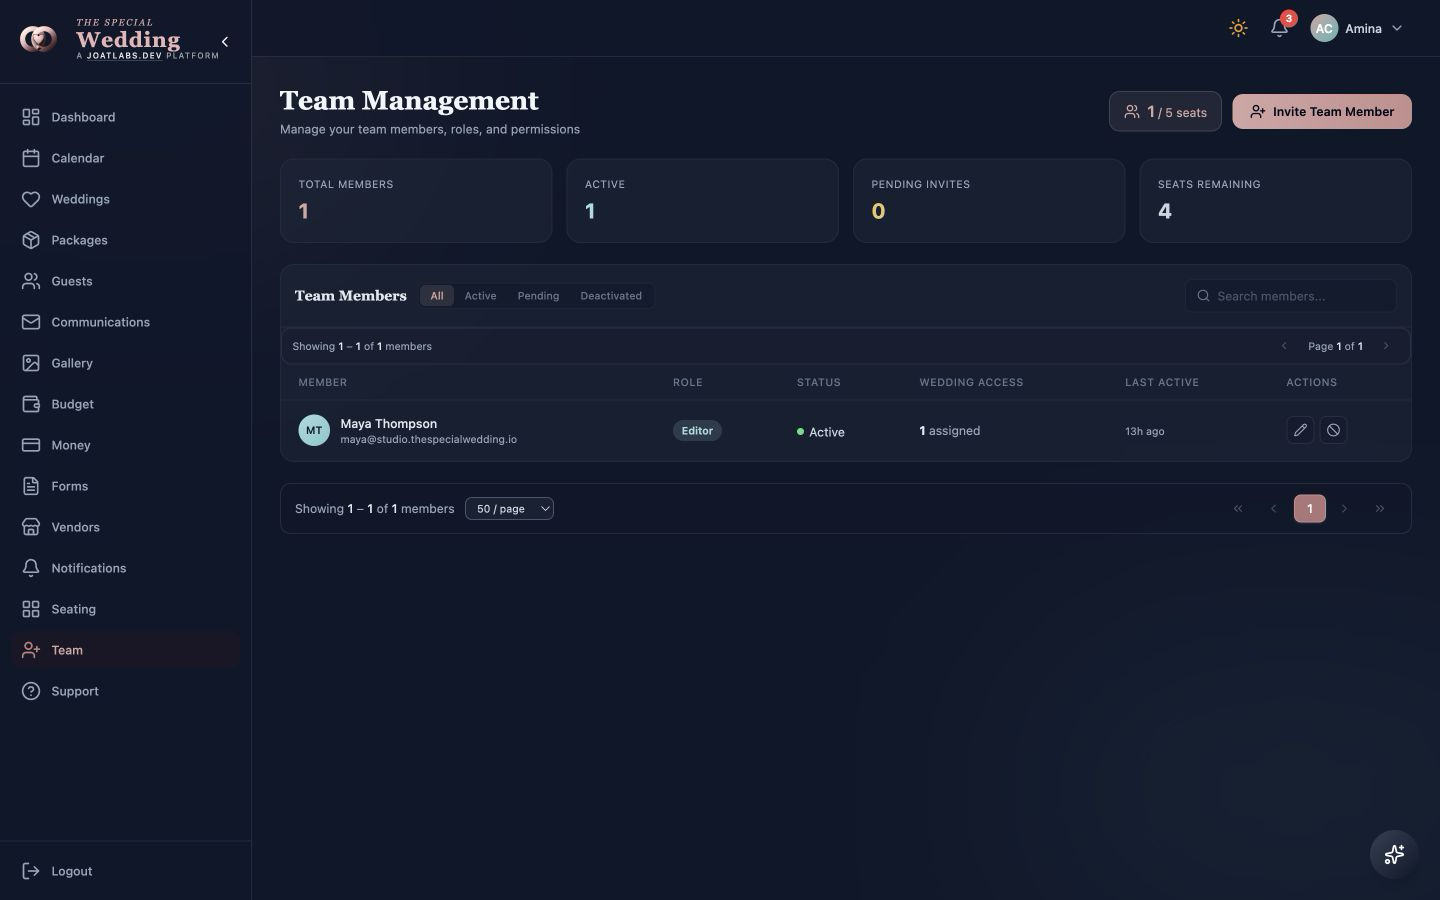 THE SPECIAL
Wedding
A JOATLABS.DEV PLATFORM
3
AC
Amina
Dashboard
Calendar
Weddings
Packages
Guests
Communications
Gallery
Budget
Money
Forms
Vendors
Notifications
Seating
Team
Support
Logout
Team Management
Manage your team members, roles, and permissions
1 / 5 seats
Invite Team Member
TOTAL MEMBERS
1
ACTIVE
1
PENDING INVITES
0
SEATS REMAINING
4
Team Members
All
Active
Pending
Deactivated
Search members...
Showing 1 – 1 of 1 members
Page 1 of 1
MEMBER
ROLE
STATUS
WEDDING ACCESS
LAST ACTIVE
ACTIONS
MT
Maya Thompson
maya@studio.thespecialwedding.io
Editor
Active
1 assigned
13h ago
Showing 1 – 1 of 1 members
50 / page
1